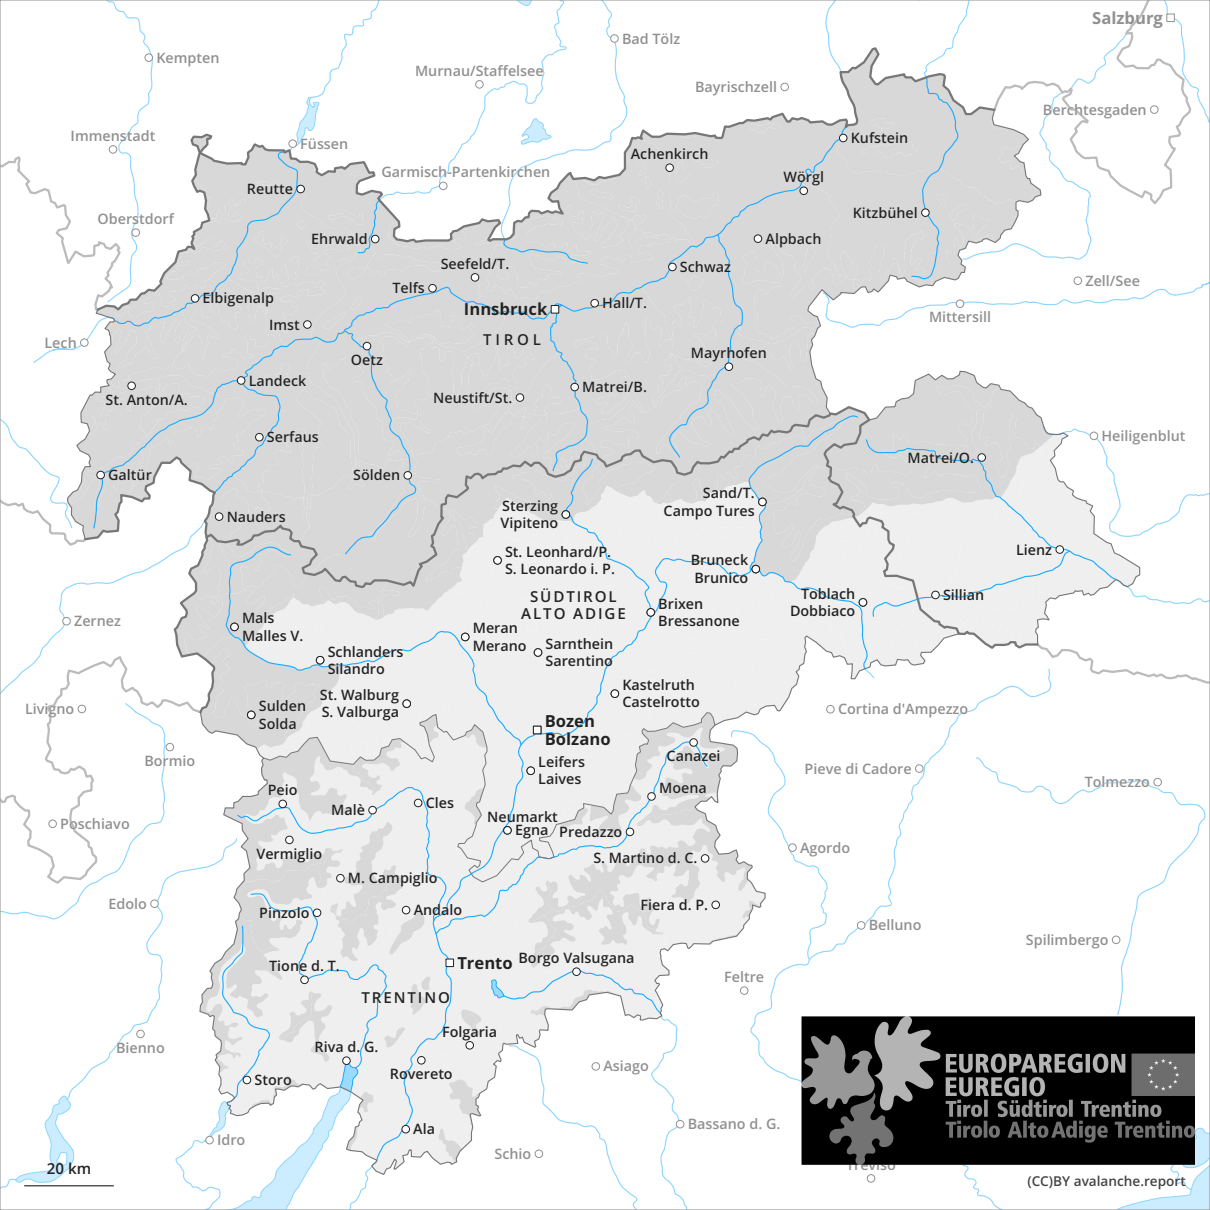 Salzburg
Bad Tölz
Kempten
Murnau/Staffelsee
Bayrischzell
Berchtesgaden
Immenstadt
Füssen
Kufstein
Achenkirch
Garmisch-Partenkirchen
Wörgl
Reutte
Oberstdorf
Kitzbühel
Ehrwald
Alpbach
Seefeld/T.
Schwaz
Zell/See
Telfs
Elbigenalp
Hall/T.
Innsbruck
Mittersill
Imst
TIROL
Lech
Oetz
Mayrhofen
Landeck
Matrei/B.
St. Anton/A.
Neustift/St.
Serfaus
Heiligenblut
Matrei/O.
Galtür
Sölden
Sand/T.
Campo Tures
Sterzing
Vipiteno
Nauders
St. Leonhard/P.
S. Leonardo i. P.
Lienz
Bruneck
Brunico
SÜDTIROL
ALTO ADIGE
Toblach
Dobbiaco
Sillian
Brixen
Bressanone
Mals
Malles V.
Zernez
Meran
Merano
Sarnthein
Sarentino
Schlanders
Silandro
Kastelruth
Castelrotto
St. Walburg
S. Valburga
Sulden
Solda
Livigno
Cortina d'Ampezzo
Bozen
Bolzano
Bormio
Canazei
Leifers
Laives
Pieve di Cadore
Tolmezzo
Peio
Moena
Malè
Cles
Neumarkt
Egna
Predazzo
Poschiavo
Vermiglio
Agordo
S. Martino d. C.
M. Campiglio
Edolo
Pinzolo
Andalo
Fiera d. P.
Belluno
Spilimbergo
Trento
Borgo Valsugana
Tione d. T.
Feltre
TRENTINO
Folgaria
Bienno
Riva d. G.
Rovereto
Asiago
Storo
EUROPAREGION
EUREGIO
Tirol Südtirol Trentino
Tirolo Alto Adige Trentino
Ala
Bassano d. G.
Idro
Schio
Treviso
20 km
(CC)BY avalanche.report